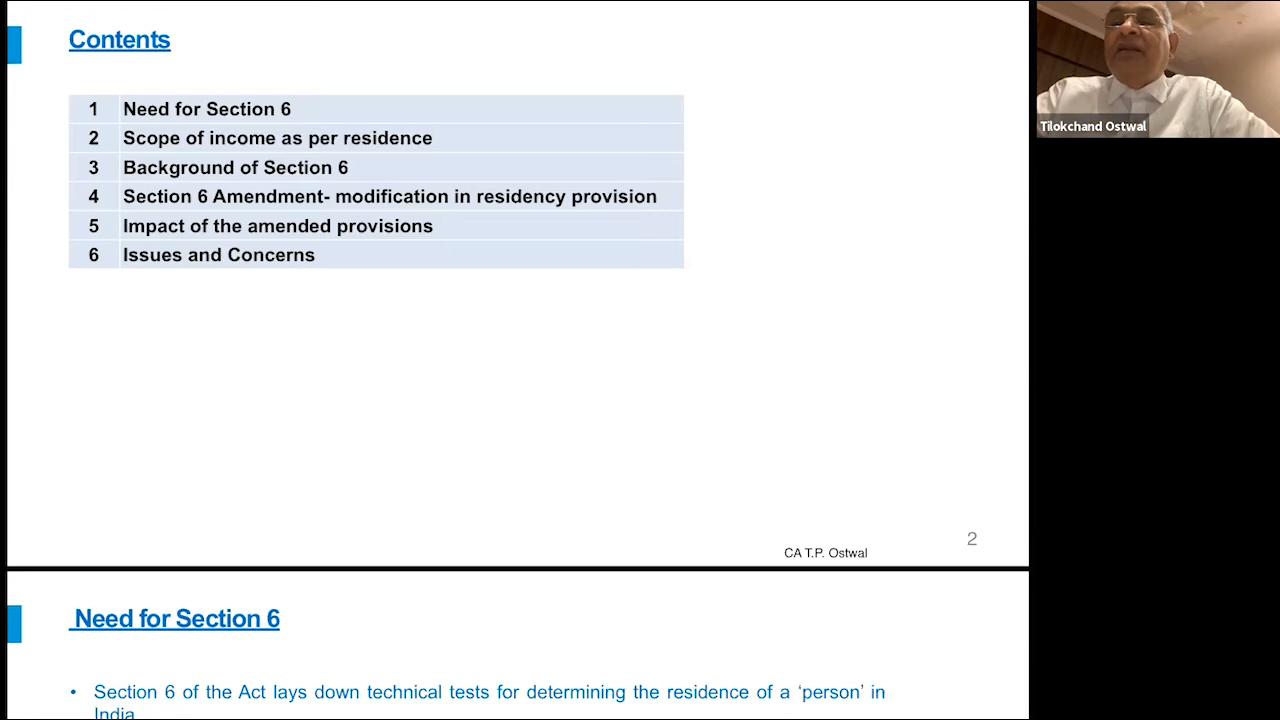 Contents
1 Need for Section 6
2 Scope of income as per residence
3 Background of Section 6
4 Section 6 Amendment- modification in residency provision
5 Impact of the amended provisions
6 Issues and Concerns
CA T.P. Ostwal
2
Need for Section 6
• Section 6 of the Act lays down technical tests for determining the residence of a ‘person’ in
India
Tilokchand Ostwal